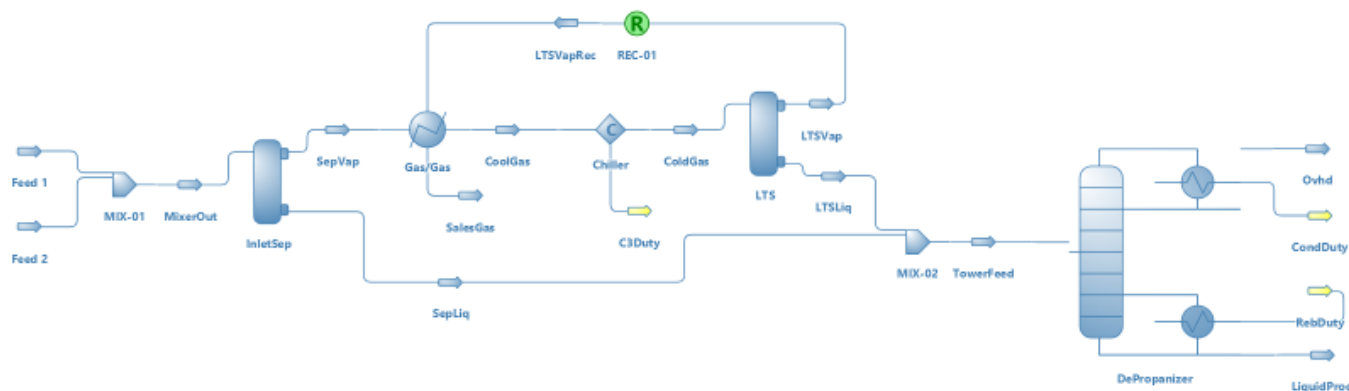 R
LTSVapRec
REC-01
C
Feed 1
Feed 2
MIX-01
MixerOut
InletSep
SepVap
Gas/Gas
CoolGas
Chiller
ColdGas
LTS
LTSVap
LTSLiq
SalesGas
C3Duty
SepLiq
MIX-02
TowerFeed
DePropanizer
Ovhd
CondDuty
RebDuty
LiquidProd